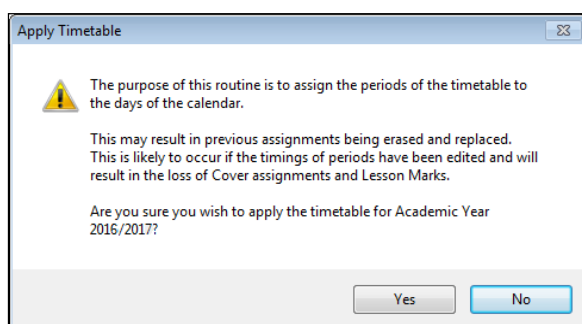 Apply Timetable
The purpose of this routine is to assign the periods of the timetable to
the days of the calendar.
This may result in previous assignments being erased and replaced.
This is likely to occur if the timings of periods have been edited and will
result in the loss of Cover assignments and Lesson Marks.
Are you sure you wish to apply the timetable for Academic Year
2016/2017?
Yes No